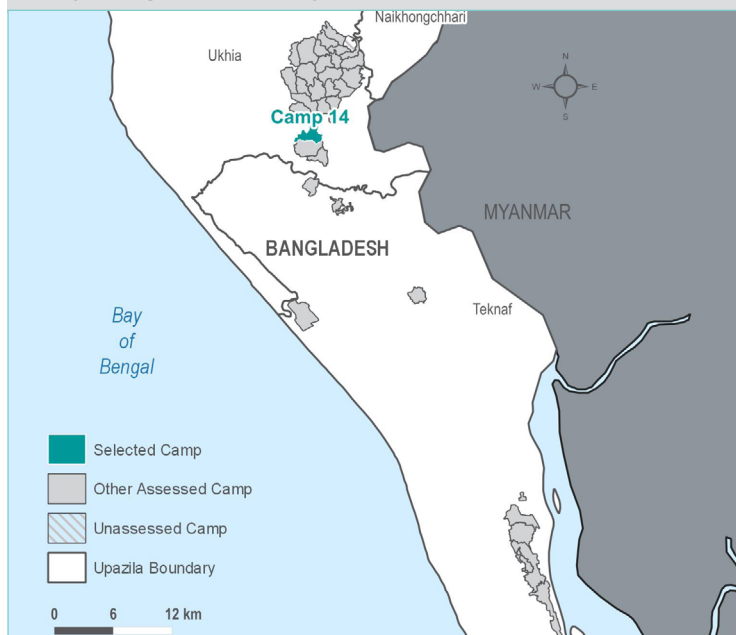 Naikhongchhari
Ukhia
N
W
E
S
Camp 14
MYANMAR
BANGLADESH
Teknaf
Bay
of
Bengal
Selected Camp
Other Assessed Camp
Unassessed Camp
Upazila Boundary
0 6 12 km